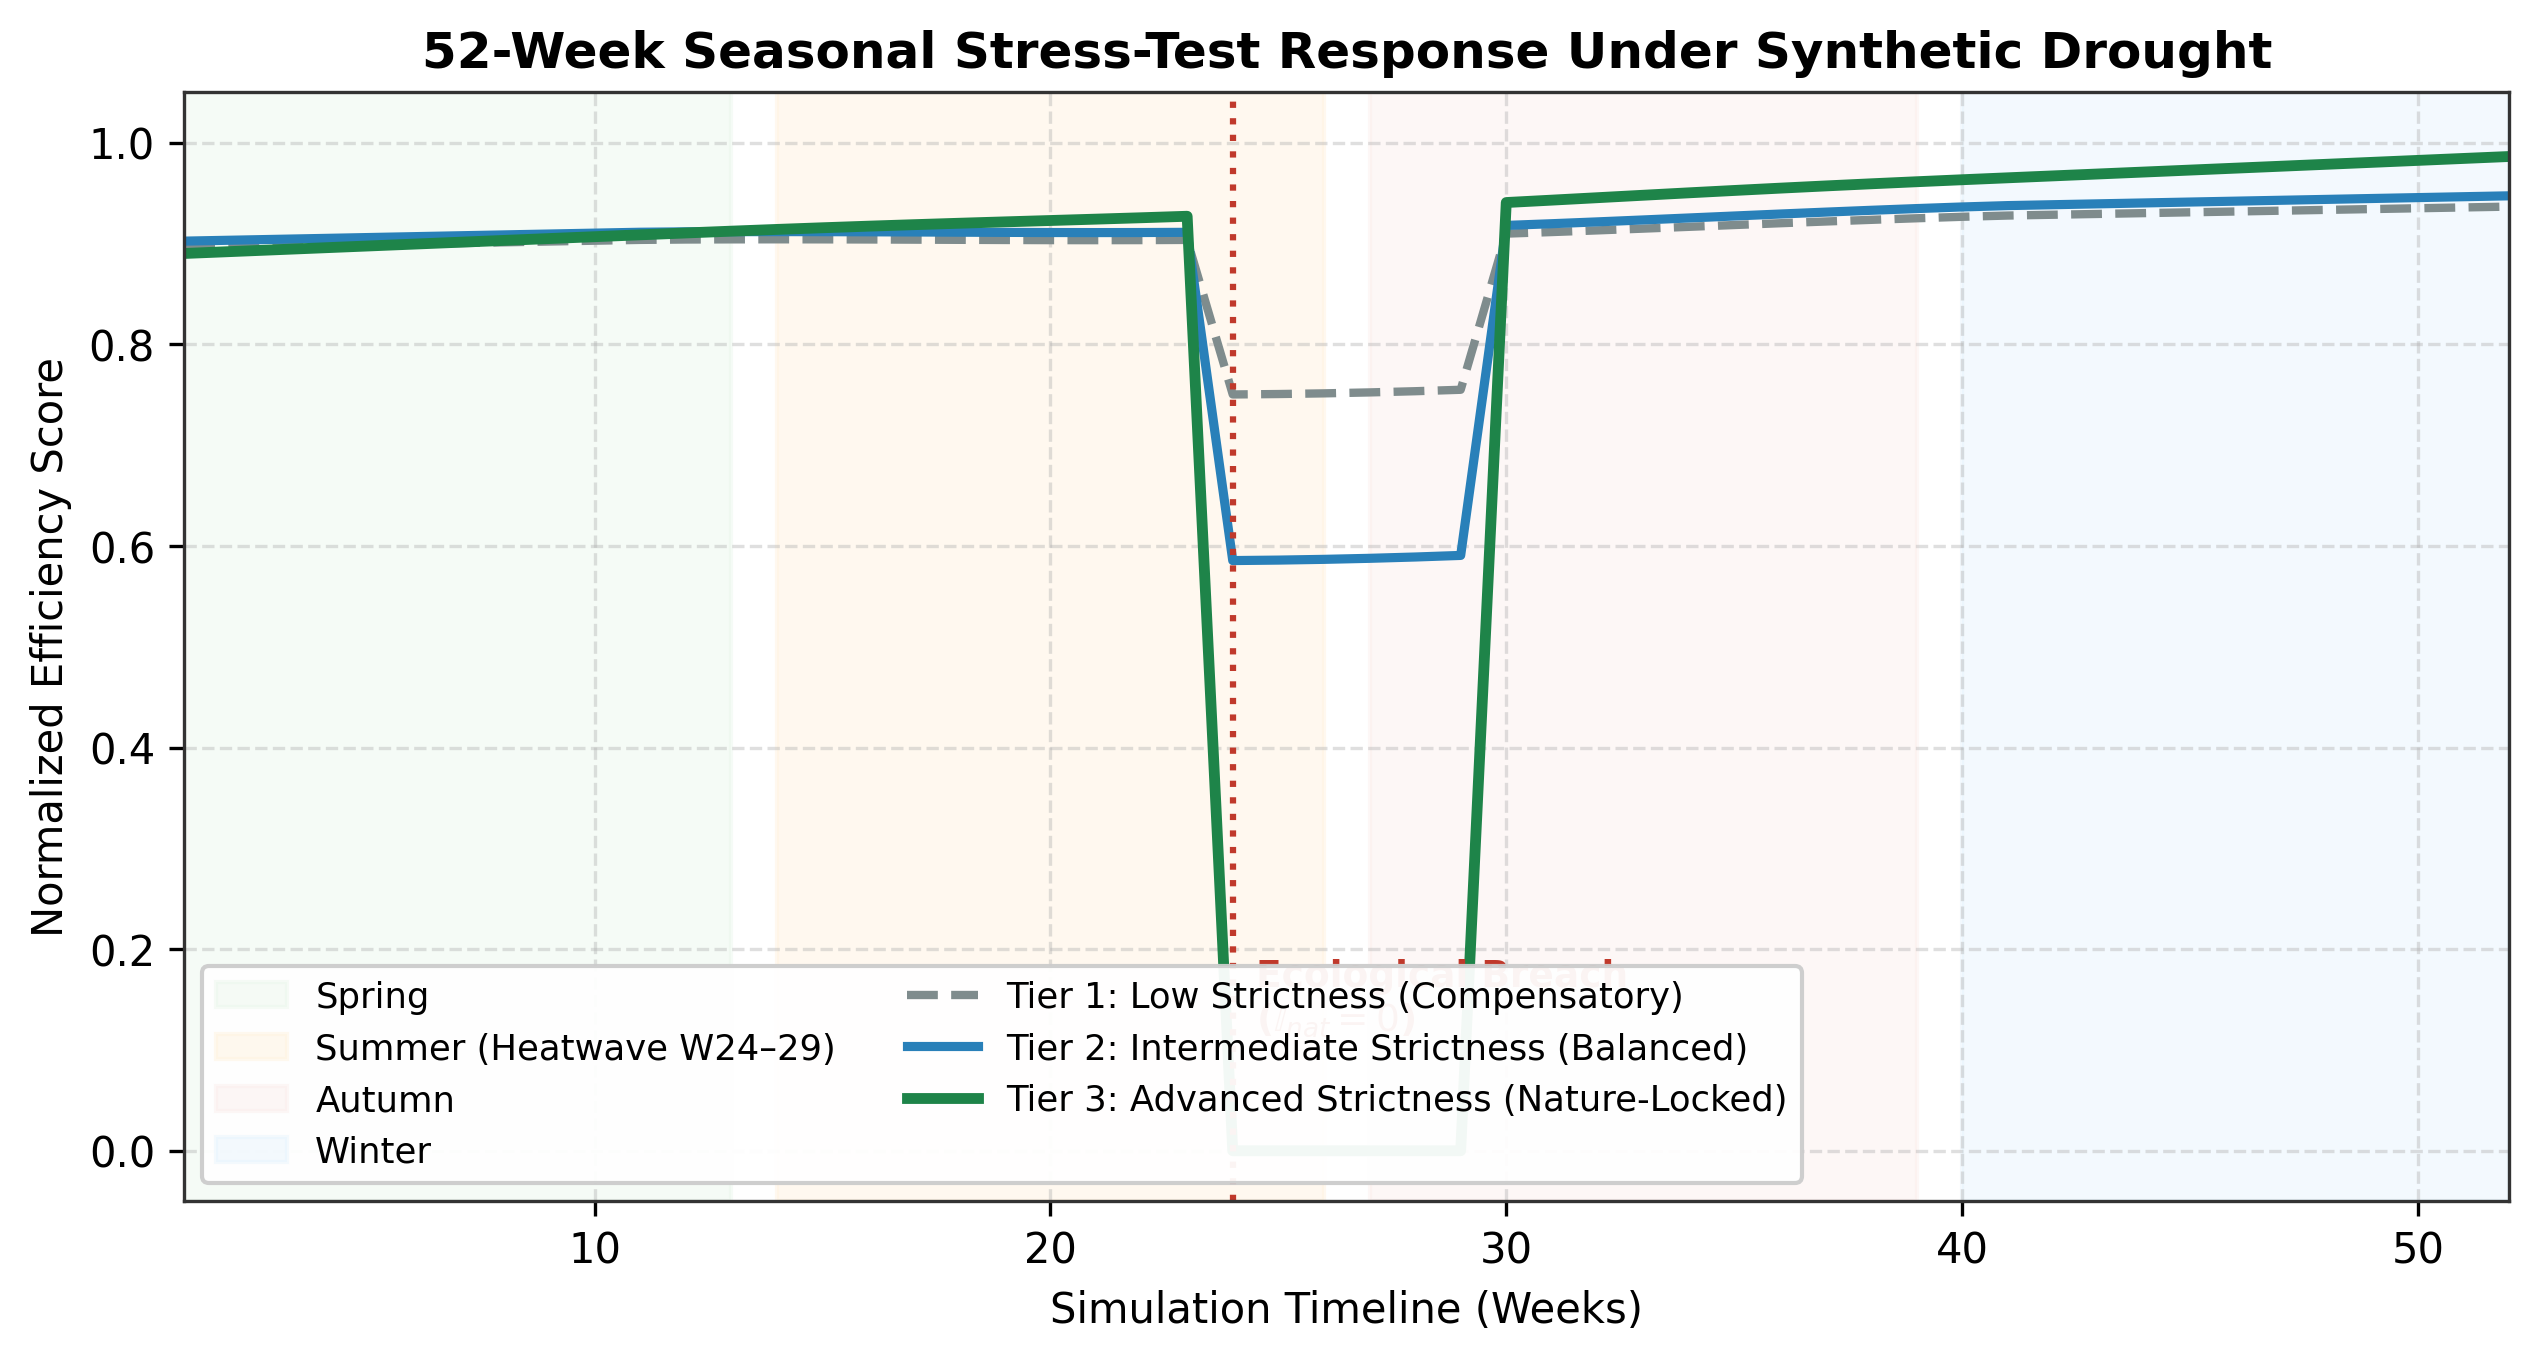 52-Week Seasonal Stress-Test Response Under Synthetic Drought
Normalized Efficiency Score
1.0
0.8
0.6
0.4
0.2
0.0
Ecological Breach
Spring
Summer (Heatwave W24–29)
Autumn
Winter
Tier 1: Low Strictness (Compensatory)
Tier 2: Intermediate Strictness (Balanced)
Tier 3: Advanced Strictness (Nature-Locked)
10
20
30
40
50
Simulation Timeline (Weeks)